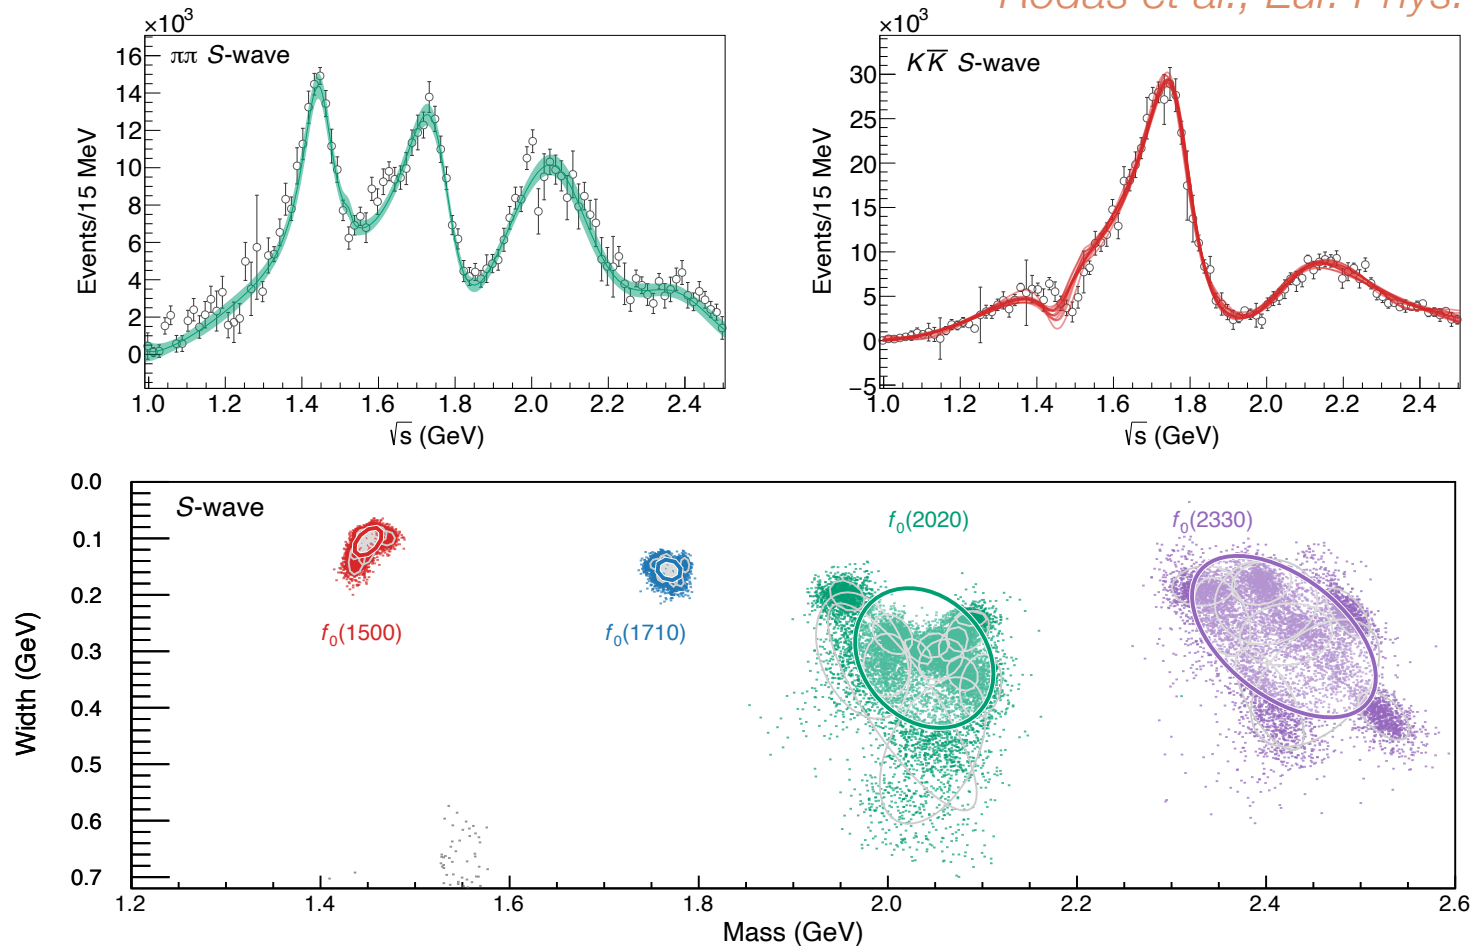 Rodas et al., Eur. Phys.
×10³
ππ S-wave
16
14
12
10
8
6
4
2
0
Events/15 MeV
1.0 1.2 1.4 1.6 1.8 2.0 2.2 2.4
√s (GeV)
×10³
KK̅ S-wave
30
25
20
15
10
5
0
−5
Events/15 MeV
1.0 1.2 1.4 1.6 1.8 2.0 2.2 2.4
√s (GeV)
S-wave
f₀(1500)
f₀(1710)
f₀(2020)
f₀(2330)
0.0
0.1
0.2
0.3
0.4
0.5
0.6
0.7
Width (GeV)
1.2 1.4 1.6 1.8 2.0 2.2 2.4 2.6
Mass (GeV)